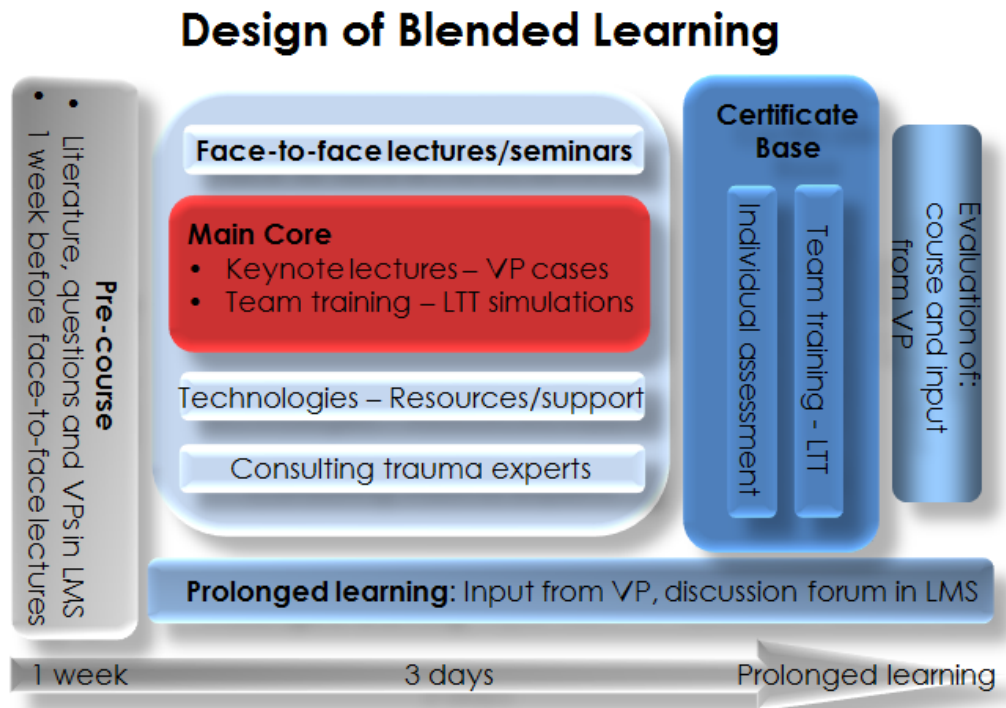 Design of Blended Learning
Pre-course
• Literature, questions and VPs in LMS
• 1 week before face-to-face lectures
Face-to-face lectures/seminars
Main Core
• Keynote lectures – VP cases
• Team training – LTT simulations
Technologies – Resources/support
Consulting trauma experts
Certificate
Base
Individual assessment
Team training - LTT
Evaluation of:
course and input
from VP
Prolonged learning: Input from VP, discussion forum in LMS
1 week
3 days
Prolonged learning